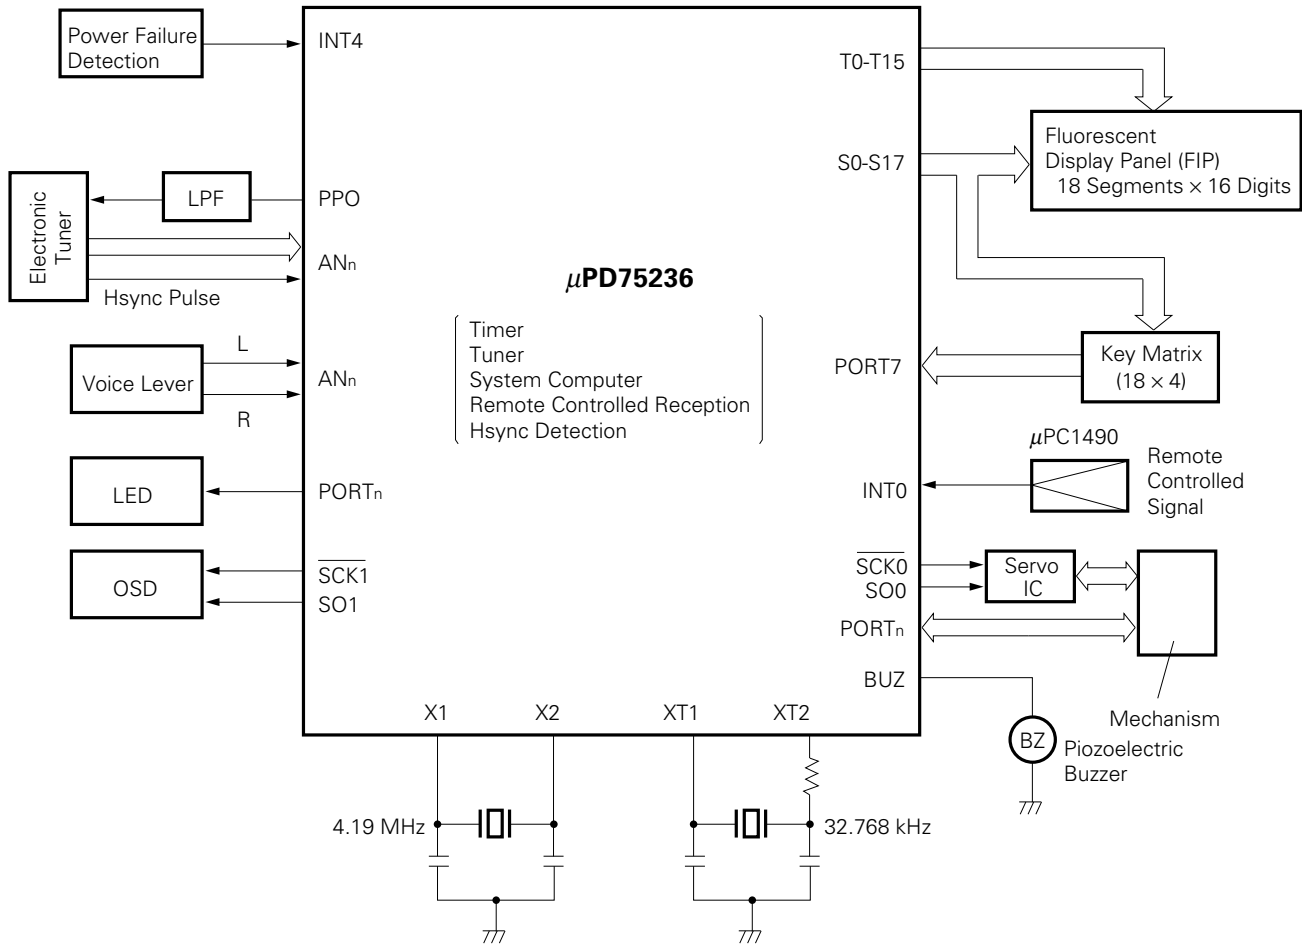 Power Failure
Detection
INT4
T0-T15
Fluorescent
Display Panel (FIP)
18 Segments × 16 Digits
S0-S17
Electronic
Tuner
LPF
PPO
ANn
Hsync Pulse
μPD75236
Timer
Tuner
System Computer
Remote Controlled Reception
Hsync Detection
Voice Lever
L
R
ANn
PORT7
Key Matrix
(18 × 4)
μPC1490
Remote
Controlled
Signal
INT0
LED
PORTn
OSD
SCK1
SO1
SCK0
SO0
Servo
IC
PORTn
BUZ
Mechanism
BZ
Piozoelectric
Buzzer
X1
X2
XT1
XT2
4.19 MHz
32.768 kHz